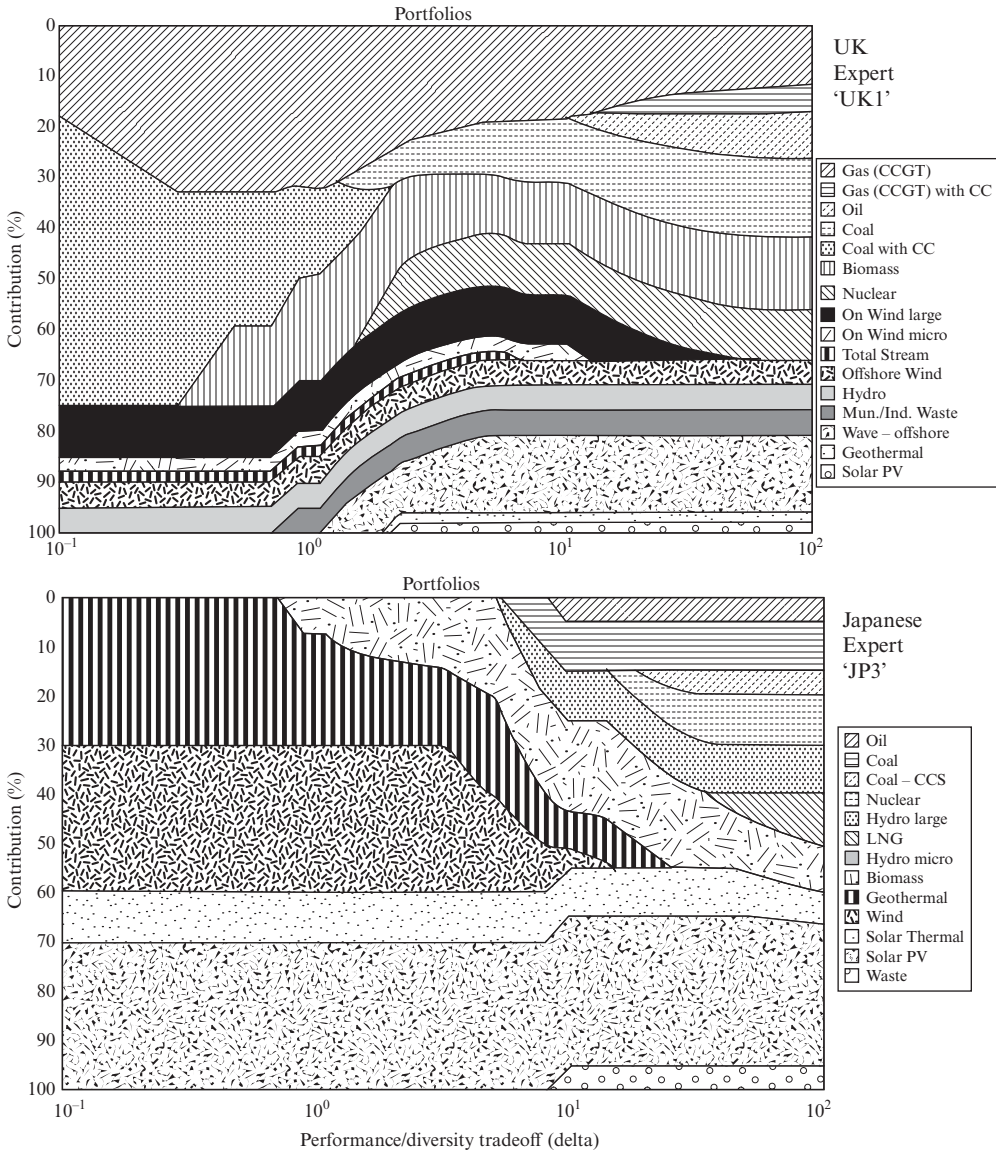 Portfolios
0
10
20
30
40
50
60
70
80
90
100
Contribution (%)
10⁻¹
10⁰
10¹
10²
UK
Expert
‘UK1’
Gas (CCGT)
Gas (CCGT) with CC
Oil
Coal
Coal with CC
Biomass
Nuclear
On Wind large
On Wind micro
Total Stream
Offshore Wind
Hydro
Mun./Ind. Waste
Wave – offshore
Geothermal
Solar PV
Portfolios
0
10
20
30
40
50
60
70
80
90
100
Contribution (%)
10⁻¹
10⁰
10¹
10²
Performance/diversity tradeoff (delta)
Japanese
Expert
‘JP3’
Oil
Coal
Coal – CCS
Nuclear
Hydro large
LNG
Hydro micro
Biomass
Geothermal
Wind
Solar Thermal
Solar PV
Waste